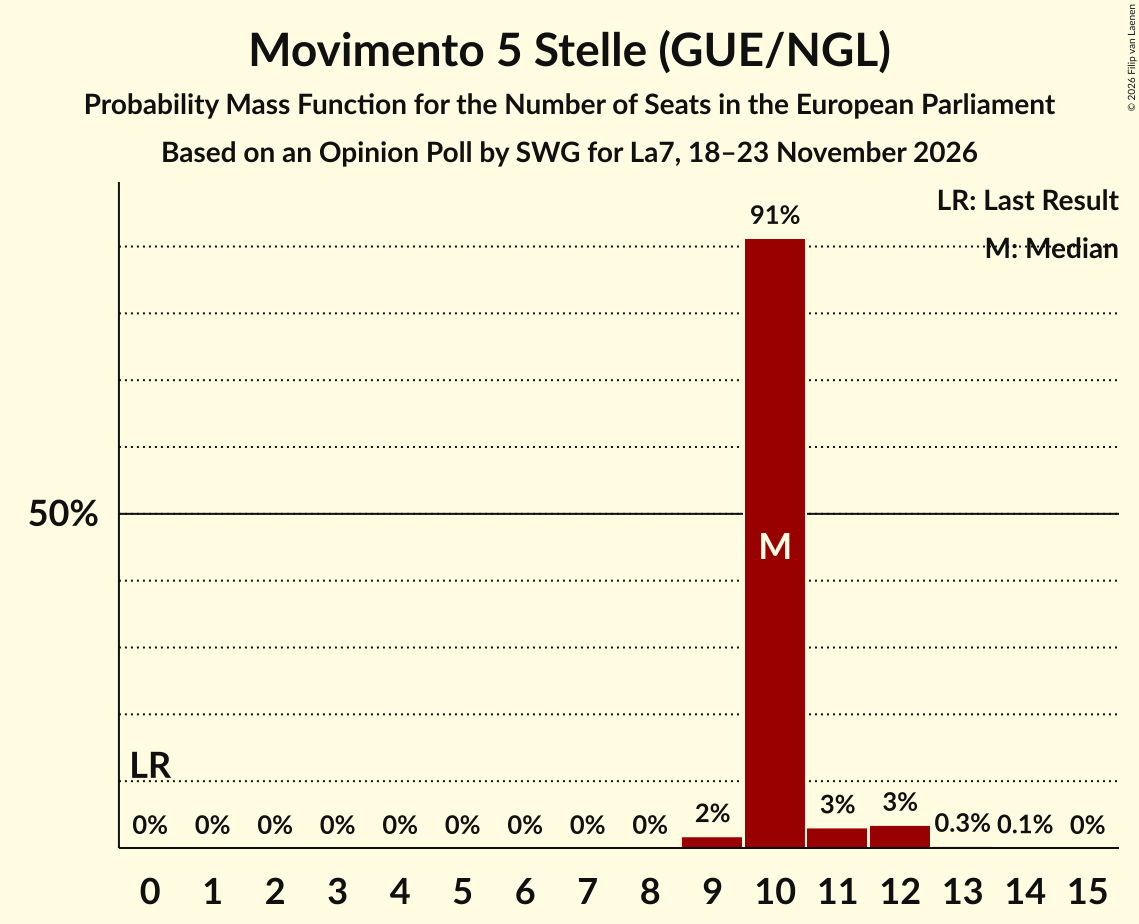 Movimento 5 Stelle (GUE/NGL)
Probability Mass Function for the Number of Seats in the European Parliament
Based on an Opinion Poll by SWG for La7, 18–23 November 2026
© 2026 Filip van Laenen
LR: Last Result
M: Median
91%
50%
M
LR
0% 0% 0% 0% 0% 0% 0% 0% 0% 2% 3% 3% 0.3% 0.1% 0%
0 1 2 3 4 5 6 7 8 9 10 11 12 13 14 15